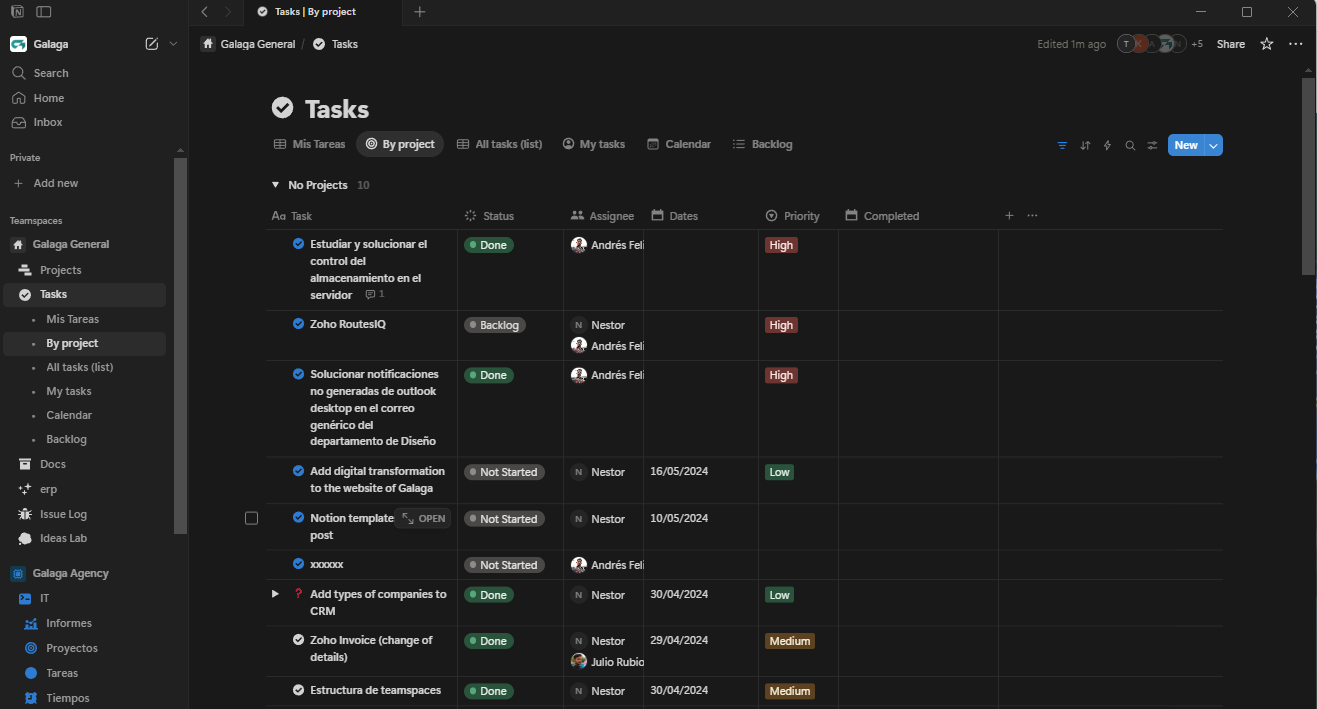 Tasks | By project
Galaga
Galaga General / Tasks
Edited 1m ago
T
K
A
N
+5
Share
Search
Home
Inbox
Private
Add new
Teamspaces
Galaga General
Projects
Tasks
Mis Tareas
By project
All tasks (list)
My tasks
Calendar
Backlog
Docs
erp
Issue Log
Ideas Lab
Galaga Agency
IT
Informes
Proyectos
Tareas
Tiempos
Tasks
Mis Tareas By project All tasks (list) My tasks Calendar Backlog
New
No Projects 10
Aa Task Status Assignee Dates Priority Completed
Estudiar y solucionar el
control del
almacenamiento en el
servidor 1
Done
Andrés Feli
High
Zoho RoutesIQ
Backlog
N Nestor
Andrés Feli
High
Solucionar notificaciones
no generadas de outlook
desktop en el correo
genérico del
departamento de Diseño
Done
Andrés Feli
High
Add digital transformation
to the website of Galaga
Not Started
N Nestor
16/05/2024
Low
Notion template
post
OPEN
Not Started
N Nestor
10/05/2024
xxxxxx
Not Started
Andrés Feli
Add types of companies to
CRM
Done
N Nestor
30/04/2024
Low
Zoho Invoice (change of
details)
Done
N Nestor
Julio Rubio
29/04/2024
Medium
Estructura de teamspaces
Done
N Nestor
30/04/2024
Medium